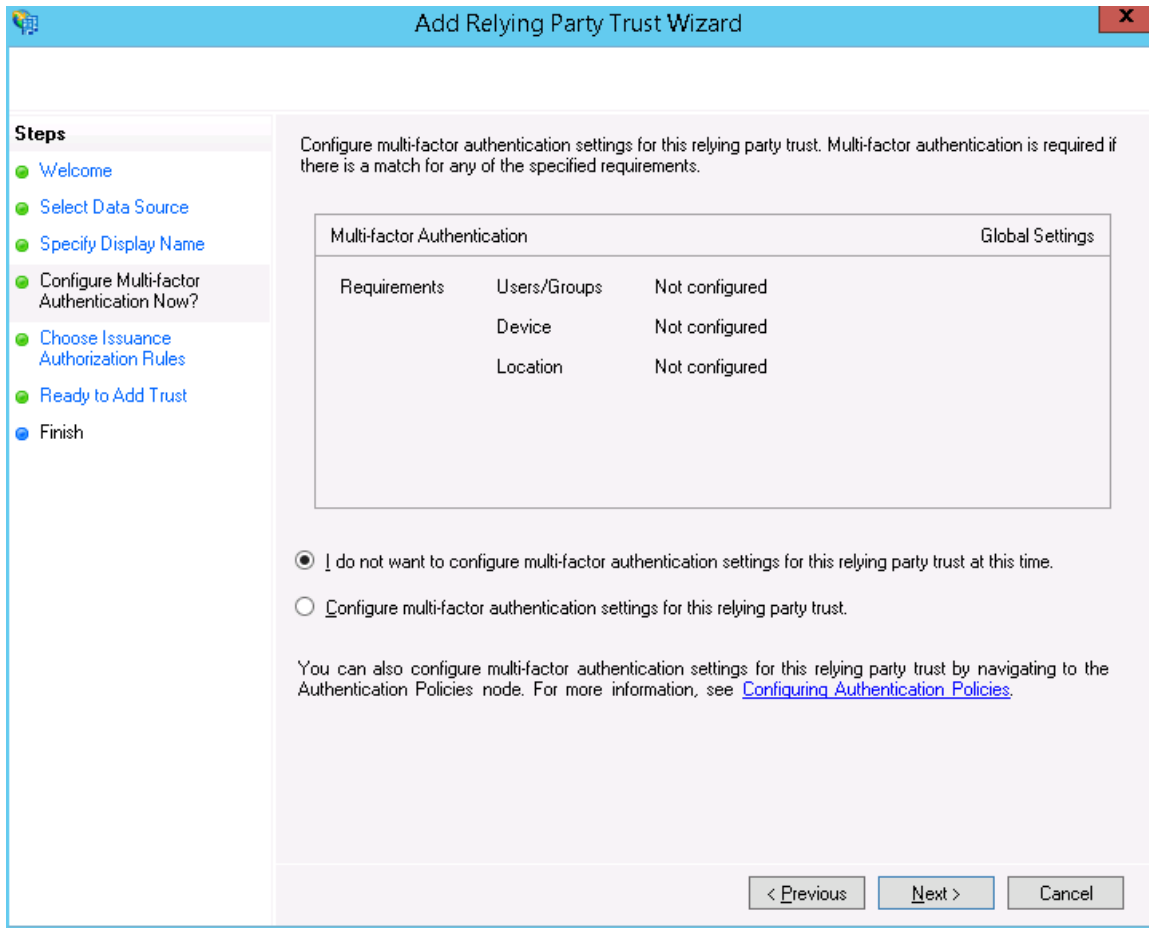 Add Relying Party Trust Wizard
x
Steps
Welcome
Select Data Source
Specify Display Name
Configure Multi-factor
Authentication Now?
Choose Issuance
Authorization Rules
Ready to Add Trust
Finish
Configure multi-factor authentication settings for this relying party trust. Multi-factor authentication is required if
there is a match for any of the specified requirements.
Multi-factor Authentication Global Settings
Requirements Users/Groups Not configured
Device Not configured
Location Not configured
I do not want to configure multi-factor authentication settings for this relying party trust at this time.
Configure multi-factor authentication settings for this relying party trust.
You can also configure multi-factor authentication settings for this relying party trust by navigating to the
Authentication Policies node. For more information, see Configuring Authentication Policies.
< Previous Next > Cancel